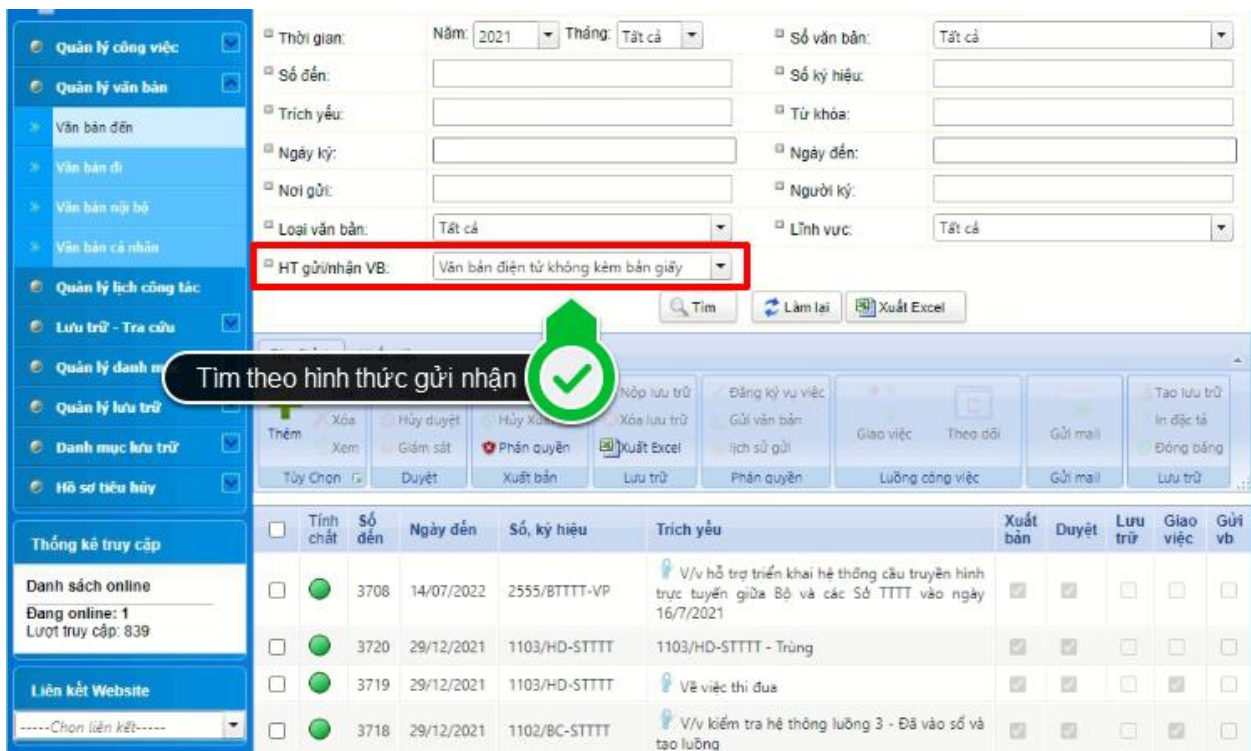 Quản lý công việc
Quản lý văn bản
Văn bản đến
Văn bản đi
Văn bản nội bộ
Văn bản cá nhân
Quản lý lịch công tác
Lưu trữ - Tra cứu
Quản lý danh
Quản lý lưu trữ
Danh mục lưu trữ
Hồ sơ tiêu hủy
Thống kê truy cập
Danh sách online
Đang online: 1
Lượt truy cập: 839
Liên kết Website
-----Chọn liên kết-----
Thời gian: Năm: 2021 Tháng: Tất cả Sổ văn bản: Tất cả
Số đến: Số ký hiệu:
Trích yếu: Từ khóa:
Ngày ký: Ngày đến:
Nơi gửi: Người ký:
Loại văn bản: Tất cả Lĩnh vực: Tất cả
HT gửi/nhận VB: Văn bản điện tử không kèm bản giấy
Tìm Làm lại Xuất Excel
Tìm theo hình thức gửi nhận
Nộp lưu trữ Đăng ký vụ việc Tạo lưu trữ
Xóa Hủy duyệt Hủy Xóa lưu trữ Gửi văn bản In đặc tả
Thêm Giao việc Theo dõi Gửi mail
Xem Giám sát Phân quyền Xuất Excel lịch sử gửi Đóng băng
Tùy Chọn Duyệt Xuất bản Lưu trữ Phân quyền Luồng công việc Gửi mail Lưu trữ
Tính chất Số đến Ngày đến Số, ký hiệu Trích yếu Xuất bản Duyệt Lưu trữ Giao việc Gửi vb
3708 14/07/2022 2555/BTTTT-VP V/v hỗ trợ triển khai hệ thống cầu truyền hình
trực tuyến giữa Bộ và các Sở TTTT vào ngày
16/7/2021
3720 29/12/2021 1103/HD-STTTT 1103/HD-STTTT - Trùng
3719 29/12/2021 1103/HD-STTTT Về việc thi đua
3718 29/12/2021 1102/BC-STTTT V/v kiểm tra hệ thông luồng 3 - Đã vào sổ và
tạo luồng